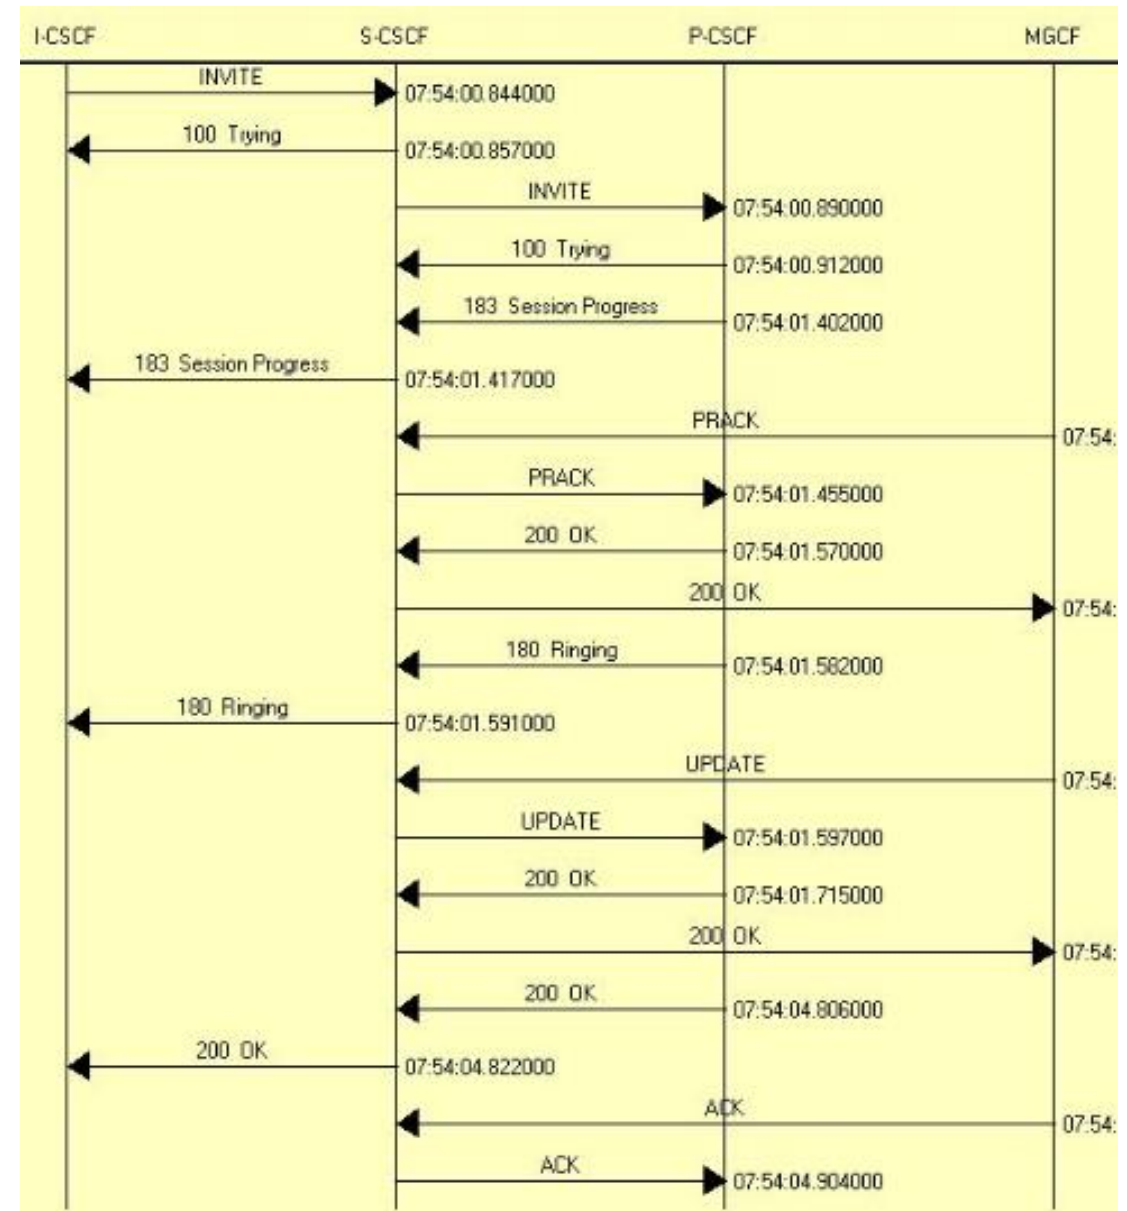 I-CSCF S-CSCF P-CSCF MGCF
INVITE
07:54:00.844000
100 Trying
07:54:00.857000
INVITE
07:54:00.890000
100 Trying
07:54:00.912000
183 Session Progress
07:54:01.402000
183 Session Progress
07:54:01.417000
PRACK
07:54:
PRACK
07:54:01.455000
200 OK
07:54:01.570000
200 OK
07:54:
180 Ringing
07:54:01.582000
180 Ringing
07:54:01.591000
UPDATE
07:54:
UPDATE
07:54:01.597000
200 OK
07:54:01.715000
200 OK
07:54:
200 OK
07:54:04.806000
200 OK
07:54:04.822000
ACK
07:54:
ACK
07:54:04.904000